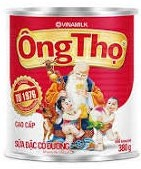 VINAMILK
Ông Thọ
TỪ 1976
CAO CẤP
SỮA ĐẶC CÓ ĐƯỜNG
380g